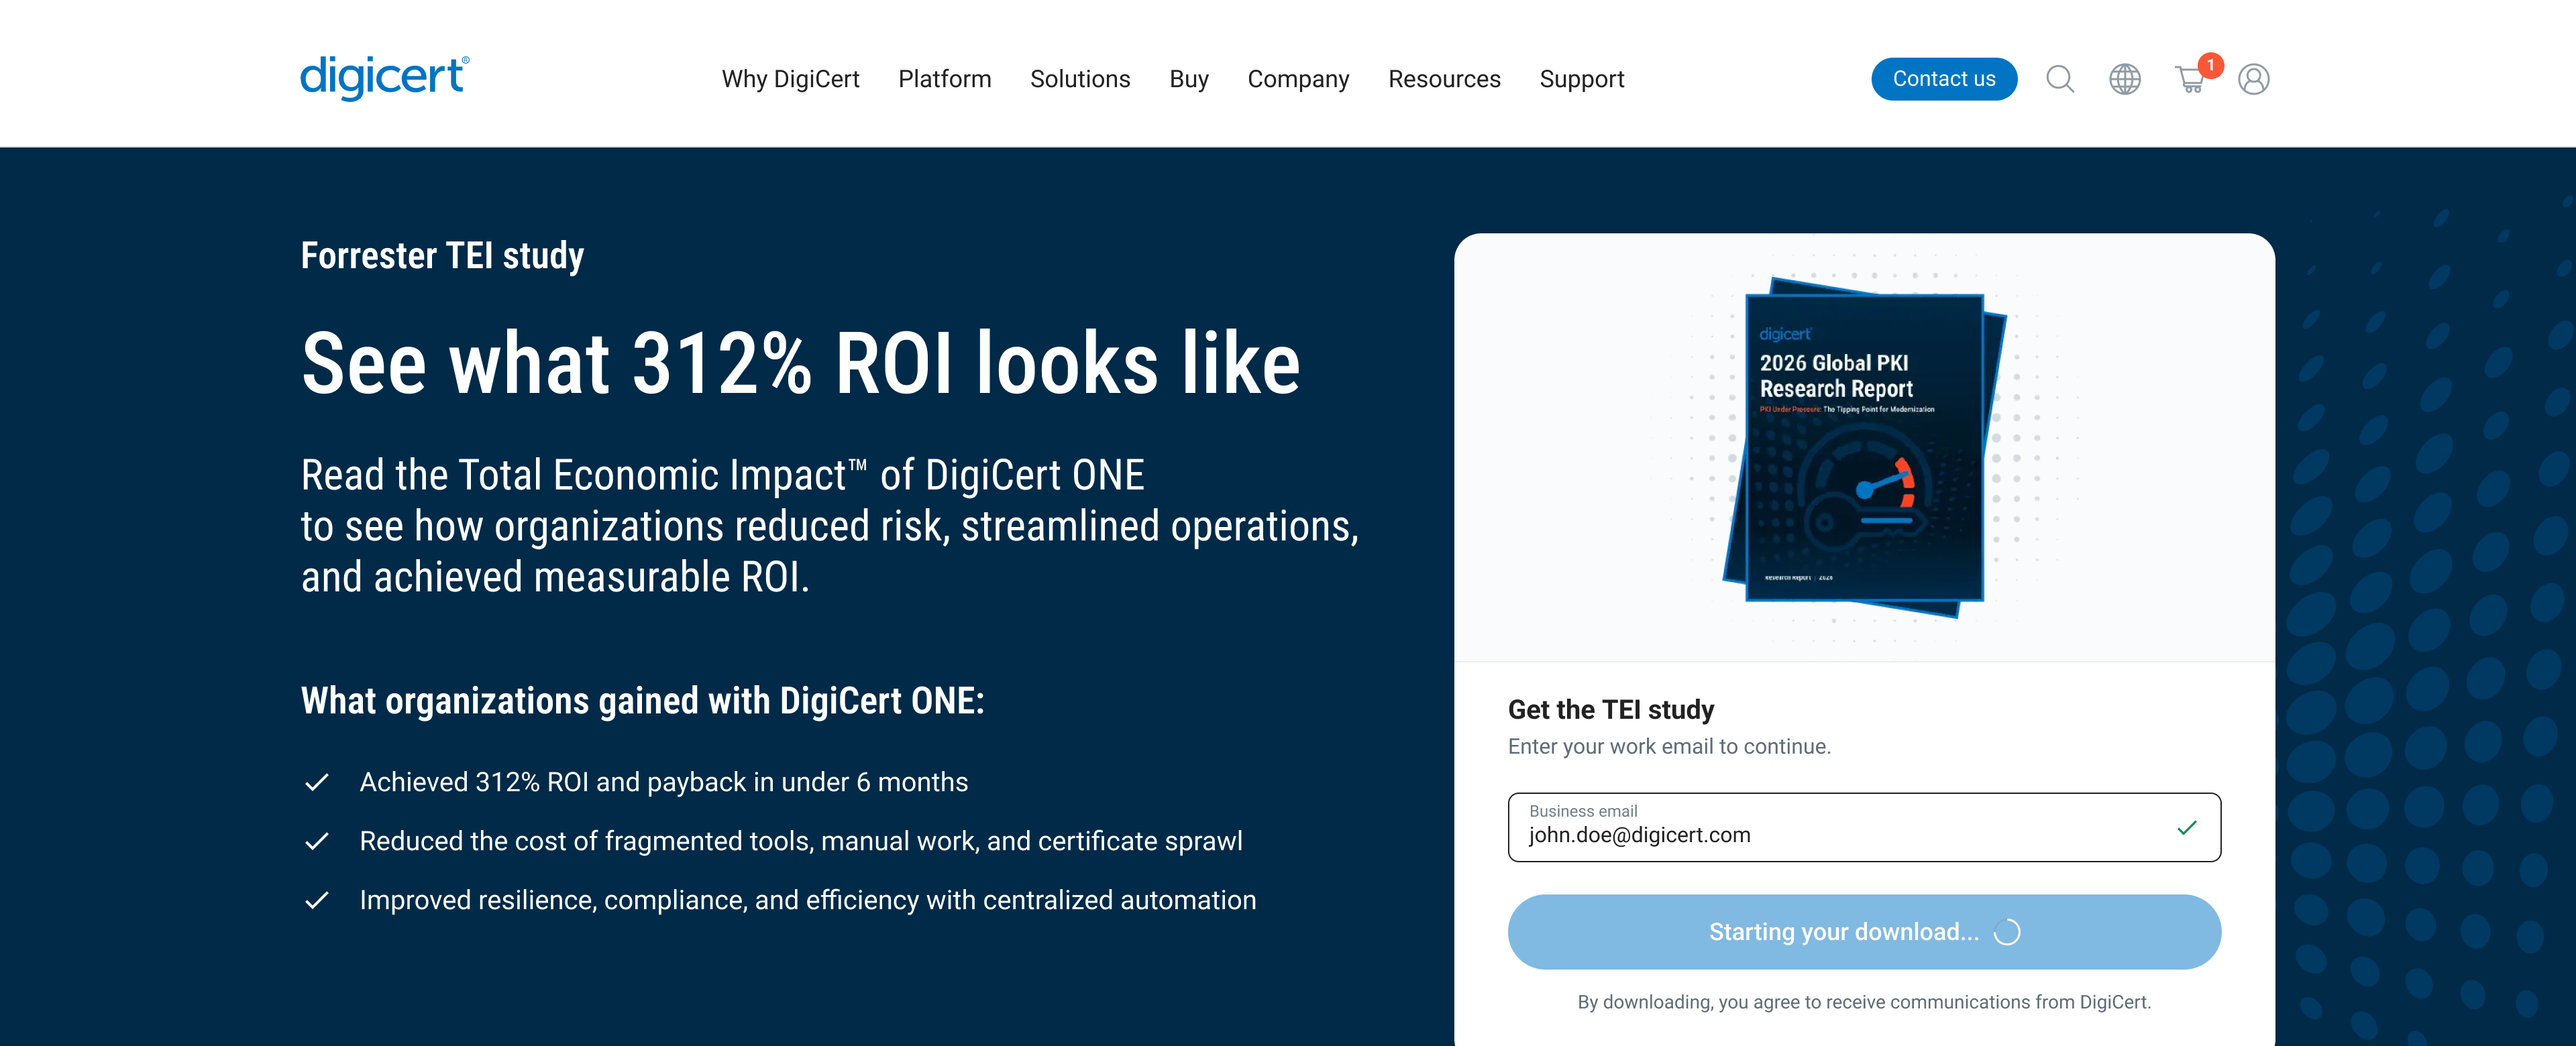 digicert®
Why DigiCert
Platform
Solutions
Buy
Company
Resources
Support
Contact us
1
Forrester TEI study
See what 312% ROI looks like
Read the Total Economic Impact™ of DigiCert ONE
to see how organizations reduced risk, streamlined operations,
and achieved measurable ROI.
What organizations gained with DigiCert ONE:
Achieved 312% ROI and payback in under 6 months
Reduced the cost of fragmented tools, manual work, and certificate sprawl
Improved resilience, compliance, and efficiency with centralized automation
digicert
2026 Global PKI
Research Report
PKI Under Pressure: The Tipping Point for Modernization
Research Report | 2026
Get the TEI study
Enter your work email to continue.
Business email
john.doe@digicert.com
Starting your download...
By downloading, you agree to receive communications from DigiCert.